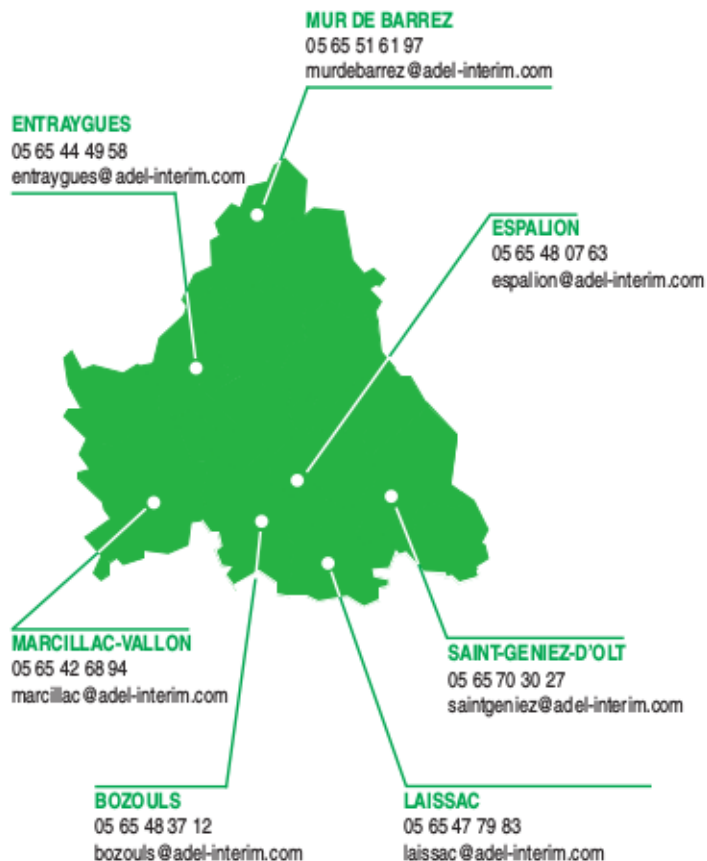 MUR DE BARREZ
05 65 51 61 97
murdebarrez@adel-interim.com
ENTRAYGUES
05 65 44 49 58
entraygues@adel-interim.com
ESPALION
05 65 48 07 63
espalion@adel-interim.com
MARCILLAC-VALLON
05 65 42 68 94
marcillac@adel-interim.com
SAINT-GENIEZ-D'OLT
05 65 70 30 27
saintgeniez@adel-interim.com
BOZOULS
05 65 48 37 12
bozouls@adel-interim.com
LAISSAC
05 65 47 79 83
laissac@adel-interim.com